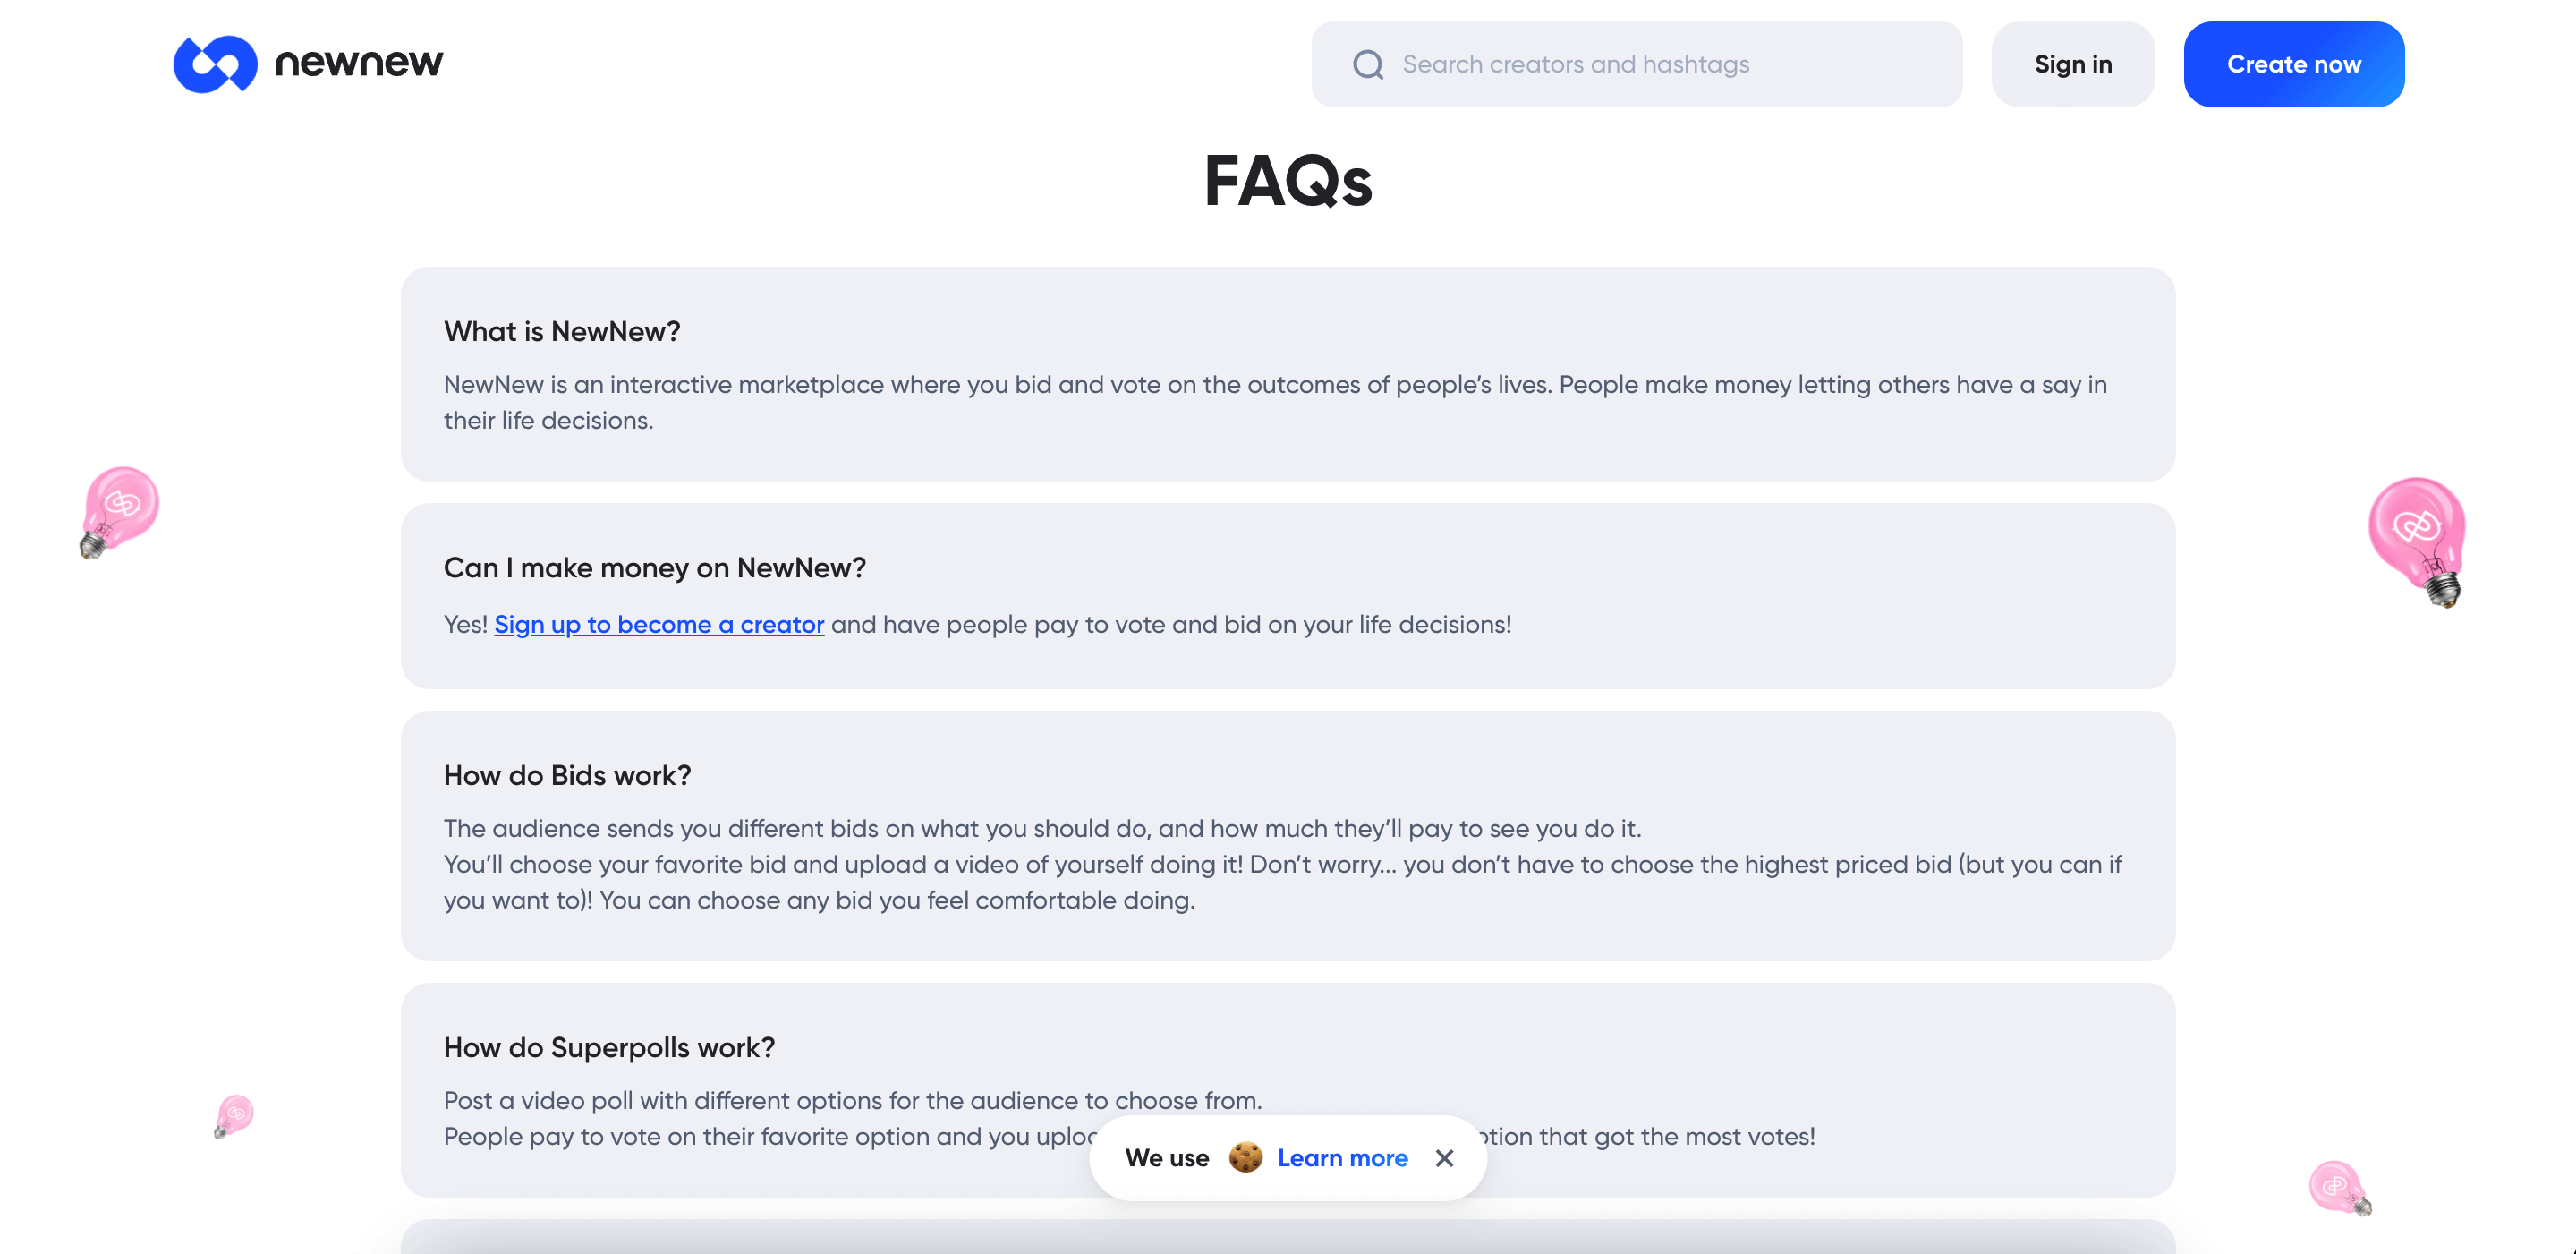 newnew
Search creators and hashtags
Sign in
Create now
FAQs
What is NewNew?
NewNew is an interactive marketplace where you bid and vote on the outcomes of people’s lives. People make money letting others have a say in
their life decisions.
Can I make money on NewNew?
Yes! Sign up to become a creator and have people pay to vote and bid on your life decisions!
How do Bids work?
The audience sends you different bids on what you should do, and how much they’ll pay to see you do it.
You’ll choose your favorite bid and upload a video of yourself doing it! Don’t worry... you don’t have to choose the highest priced bid (but you can if
you want to)! You can choose any bid you feel comfortable doing.
How do Superpolls work?
Post a video poll with different options for the audience to choose from.
People pay to vote on their favorite option and you that got the most votes!
We use Learn more